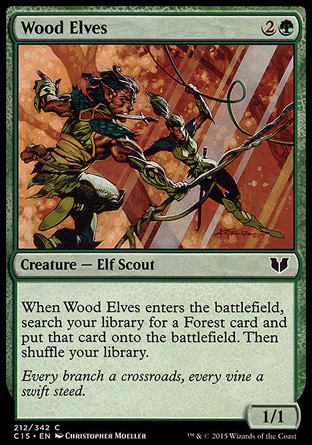 Wood Elves 2
Creature — Elf Scout
When Wood Elves enters the battlefield,
search your library for a Forest card and
put that card onto the battlefield. Then
shuffle your library.
Every branch a crossroads, every vine a
swift steed.
1/1
212/342 C
C15 • EN Christopher Moeller
™ & © 2015 Wizards of the Coast